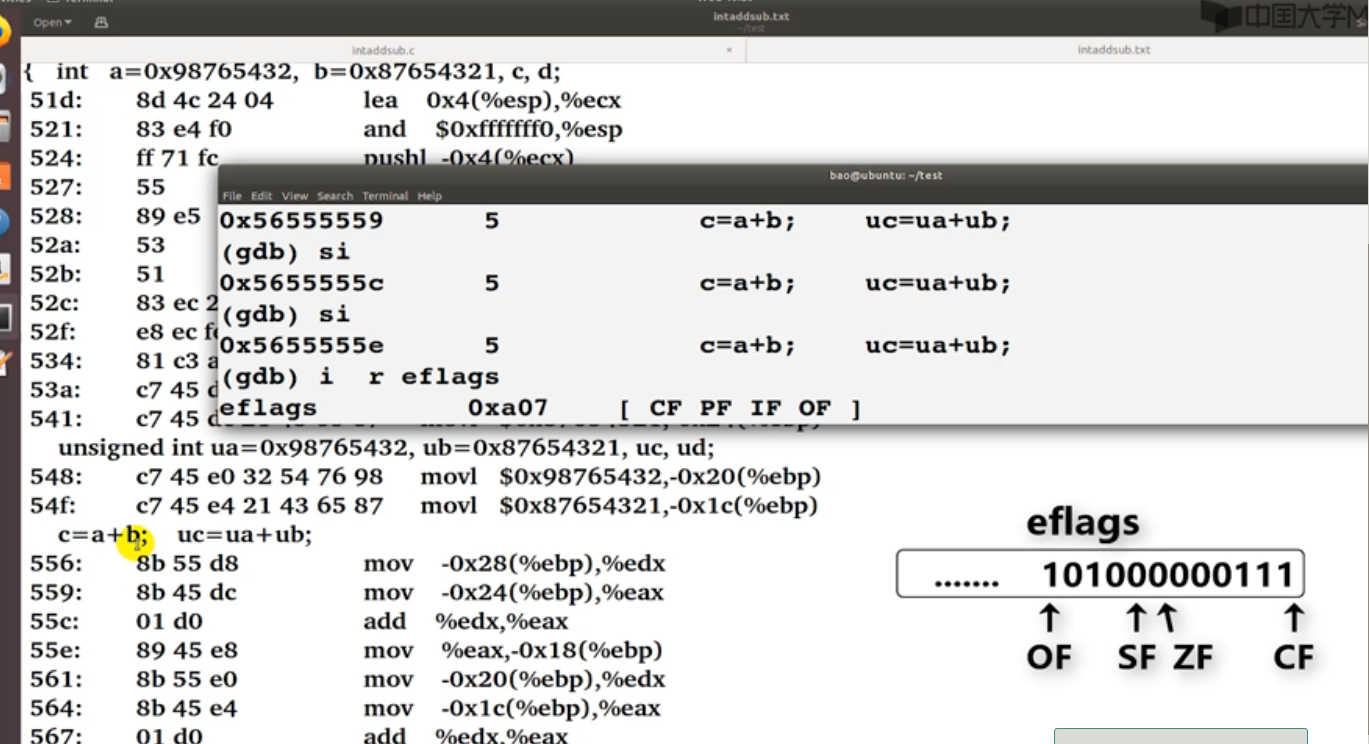 Open
intaddsub.txt
~/test
中国大学M
intaddsub.c × intaddsub.txt
{ int a=0x98765432, b=0x87654321, c, d;
51d: 8d 4c 24 04 lea 0x4(%esp),%ecx
521: 83 e4 f0 and $0xfffffff0,%esp
524: ff 71 fc pushl -0x4(%ecx)
527: 55
528: 89 e5
52a: 53
52b: 51
52c: 83 ec 2
52f: e8 ec
534: 81 c3 a
53a: c7 45 d
541: c7 45
bao@ubuntu: ~/test
File Edit View Search Terminal Help
0x56555559 5 c=a+b; uc=ua+ub;
(gdb) si
0x5655555c 5 c=a+b; uc=ua+ub;
(gdb) si
0x5655555e 5 c=a+b; uc=ua+ub;
(gdb) i r eflags
eflags 0xa07 [ CF PF IF OF ]
unsigned int ua=0x98765432, ub=0x87654321, uc, ud;
548: c7 45 e0 32 54 76 98 movl $0x98765432,-0x20(%ebp)
54f: c7 45 e4 21 43 65 87 movl $0x87654321,-0x1c(%ebp)
c=a+b; uc=ua+ub;
556: 8b 55 d8 mov -0x28(%ebp),%edx
559: 8b 45 dc mov -0x24(%ebp),%eax
55c: 01 d0 add %edx,%eax
55e: 89 45 e8 mov %eax,-0x18(%ebp)
561: 8b 55 e0 mov -0x20(%ebp),%edx
564: 8b 45 e4 mov -0x1c(%ebp),%eax
567: 01 d0 add %edx,%eax
eflags
....... 101000000111
OF SF ZF CF